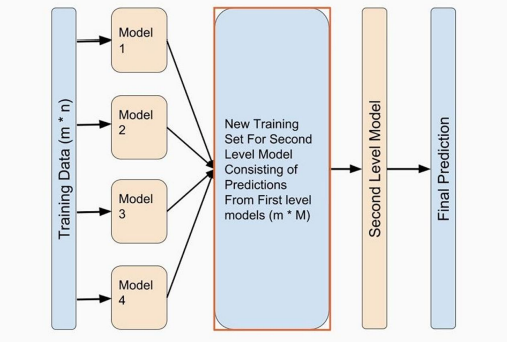 Training Data (m * n)
Model
1
Model
2
Model
3
Model
4
New Training
Set For Second
Level Model
Consisting of
Predictions
From First level
models (m * M)
Second Level Model
Final Prediction